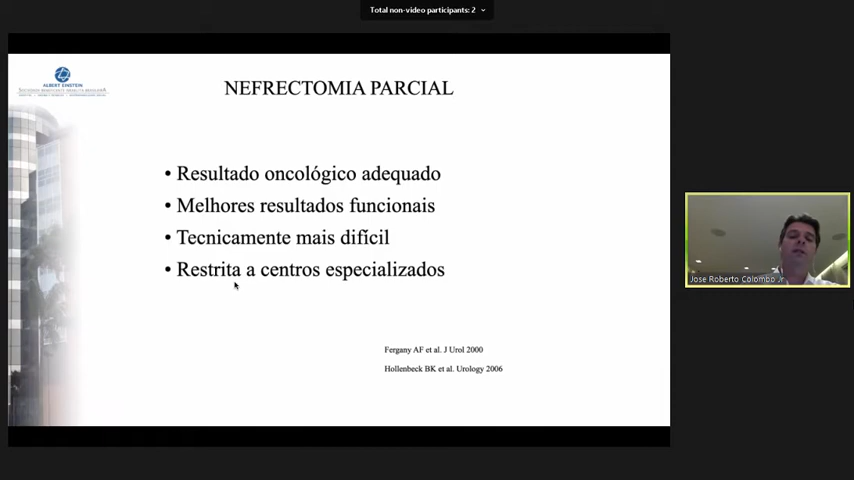 Total non-video participants: 2
ALBERT EINSTEIN
NEFRECTOMIA PARCIAL
• Resultado oncológico adequado
• Melhores resultados funcionais
• Tecnicamente mais difícil
• Restrita a centros especializados
Fergany AF et al. J Urol 2000
Hollenbeck BK et al. Urology 2006
Jose Roberto Colombo Jr